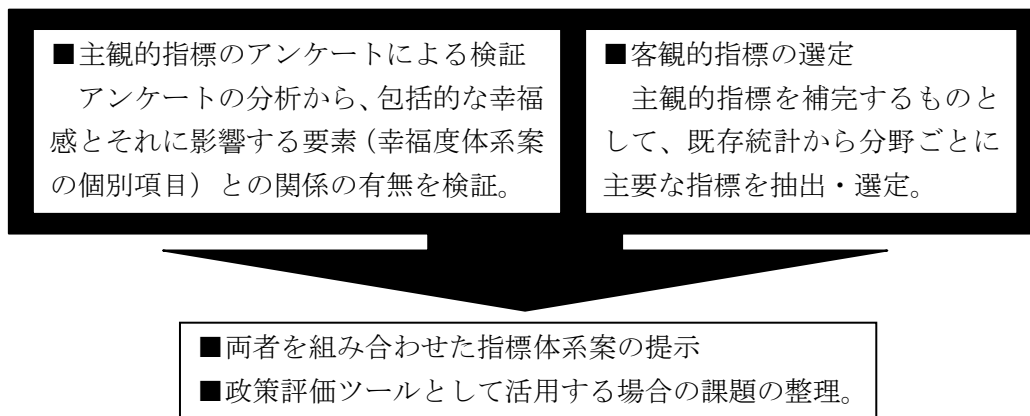 ■主観的指標のアンケートによる検証
　アンケートの分析から、包括的な幸福
感とそれに影響する要素（幸福度体系案
の個別項目）との関係の有無を検証。
■客観的指標の選定
　主観的指標を補完するものと
して、既存統計から分野ごとに
主要な指標を抽出・選定。
■両者を組み合わせた指標体系案の提示
■政策評価ツールとして活用する場合の課題の整理。